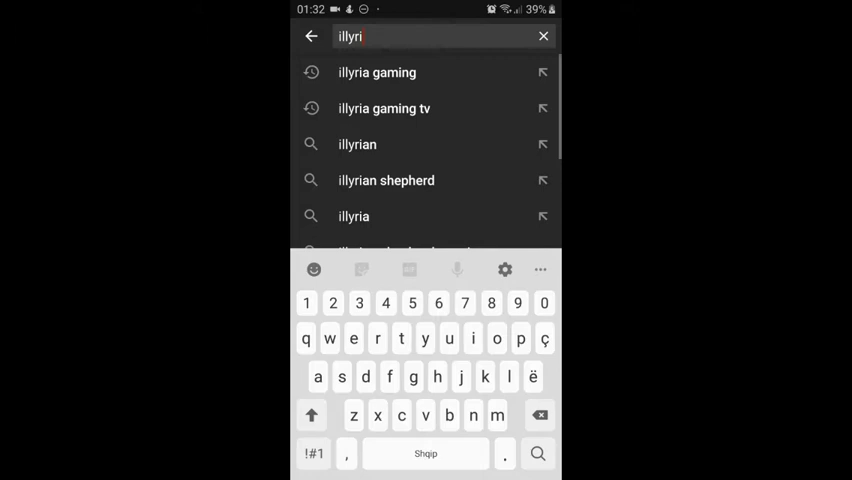 01:32
39%
illyri
illyria gaming
illyria gaming tv
illyrian
illyrian shepherd
illyria
GIF
1 2 3 4 5 6 7 8 9 0
q w e r t y u i o p ç
a s d f g h j k l ë
z x c v b n m
!#1 , Shqip .